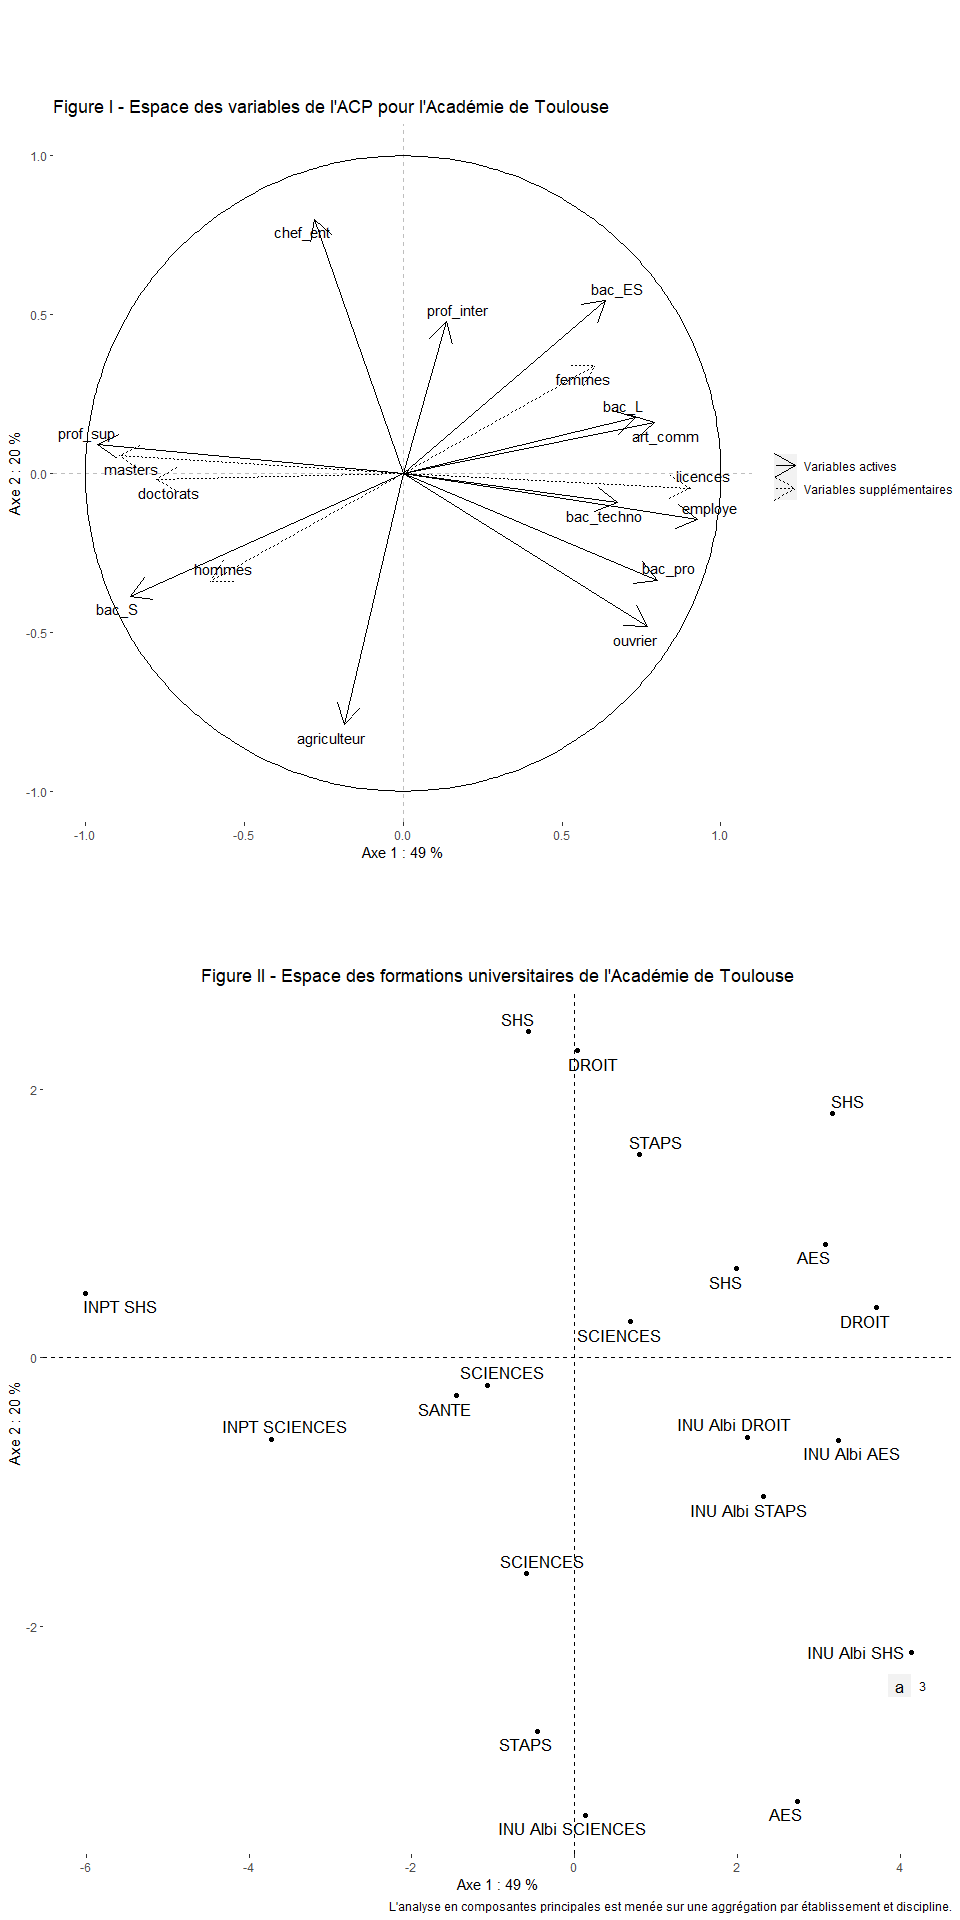 Figure I - Espace des variables de l'ACP pour l'Académie de Toulouse
1.0
chef_ent
bac_ES
prof_inter
0.5
femmes
bac_L
prof_sup
art_comm
masters
Axe 2 : 20 %
0.0
licences
Variables actives
doctorats
Variables supplémentaires
employe
bac_techno
hommes
bac_pro
bac_S
-0.5
ouvrier
agriculteur
-1.0
-1.0
-0.5
0.0
0.5
1.0
Axe 1 : 49 %
Figure II - Espace des formations universitaires de l'Académie de Toulouse
SHS
DROIT
2
SHS
STAPS
AES
SHS
INPT SHS
DROIT
SCIENCES
0
SCIENCES
SANTE
Axe 2 : 20 %
INPT SCIENCES
INU Albi DROIT
INU Albi AES
INU Albi STAPS
SCIENCES
-2
INU Albi SHS
a 3
STAPS
AES
INU Albi SCIENCES
-6
-4
-2
0
2
4
Axe 1 : 49 %
L'analyse en composantes principales est menée sur une aggrégation par établissement et discipline.